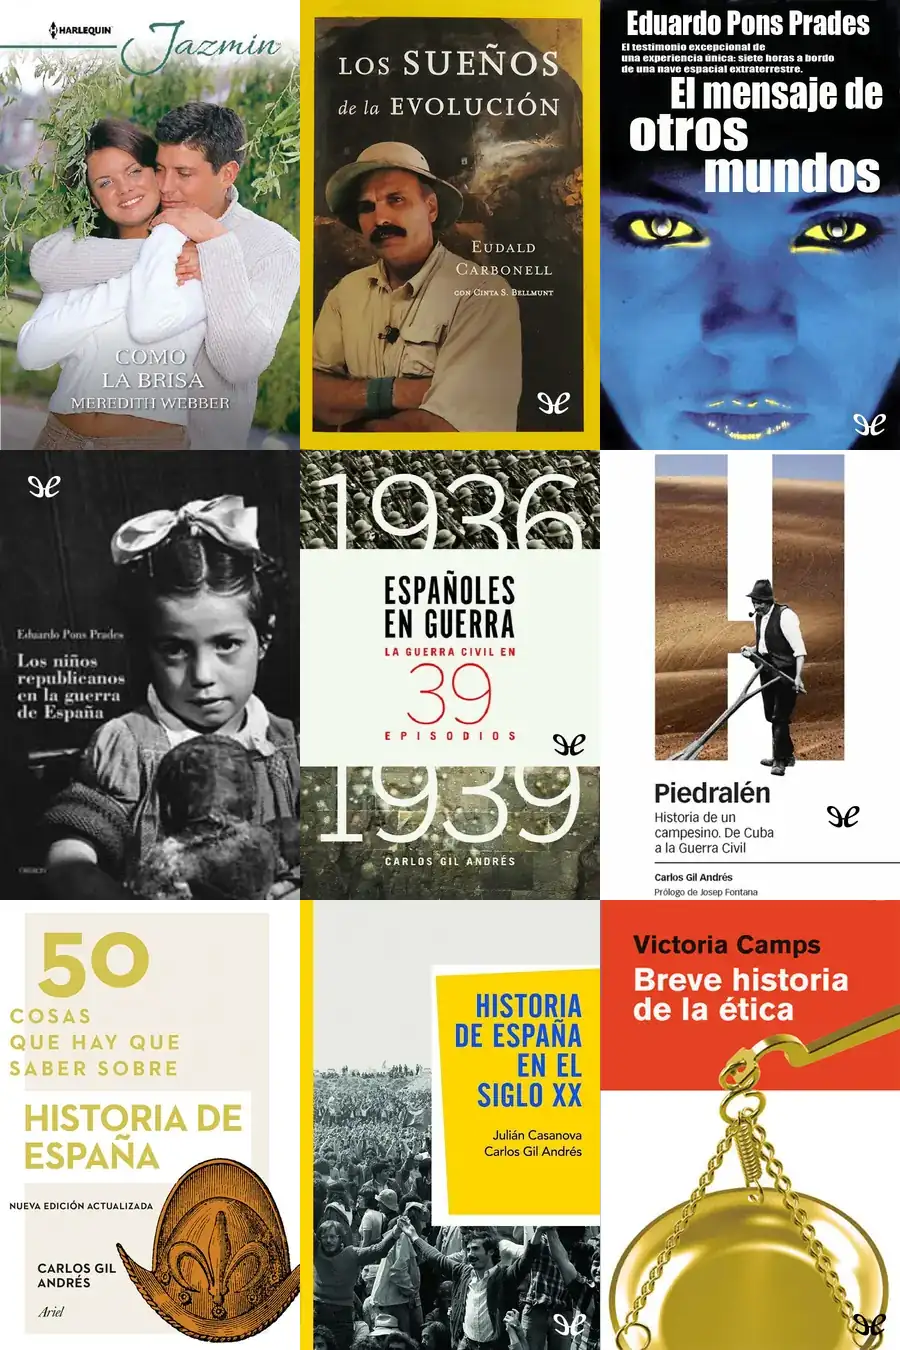 HARLEQUIN
Jazmín
COMO
LA BRISA
MEREDITH WEBBER
LOS SUEÑOS
de la EVOLUCIÓN
EUDALD
CARBONELL
CON CINTA S. BELLMUNT
Eduardo Pons Prades
El testimonio excepcional de
una experiencia única: siete horas a bordo
de una nave espacial extraterrestre.
El mensaje de
otros
mundos
Eduardo Pons Prades
Los niños
republicanos
en la guerra
de España
OBERON
1936
ESPAÑOLES
EN GUERRA
LA GUERRA CIVIL EN
39
EPISODIOS
1939
CARLOS GIL ANDRÉS
H
Piedralén
Historia de un
campesino. De Cuba
a la Guerra Civil
Carlos Gil Andrés
Prólogo de Josep Fontana
50
COSAS
QUE HAY QUE
SABER SOBRE
HISTORIA DE
ESPAÑA
NUEVA EDICIÓN ACTUALIZADA
CARLOS GIL
ANDRÉS
Ariel
HISTORIA
DE ESPAÑA
EN EL
SIGLO XX
Julián Casanova
Carlos Gil Andrés
Victoria Camps
Breve historia
de la ética